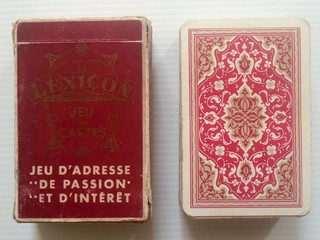 LEXICON
JEU
DE
CARTES
JEU D'ADRESSE
··DE PASSION·
··ET D'INTÉRÊT